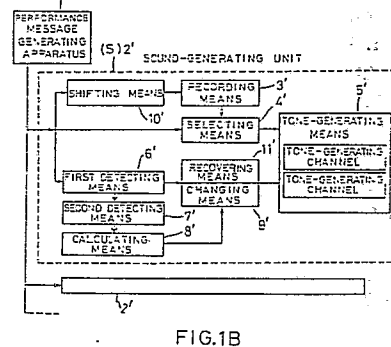 PERFORMANCE
MESSAGE
GENERATING
APPARATUS
(S)2'
SOUND-GENERATING UNIT
SHIFTING MEANS
10'
RECORDING
MEANS
3'
4'
SELECTING
MEANS
5'
TONE-GENERATING
MEANS
TONE-GENERATING
CHANNEL
TONE-GENERATING
CHANNEL
6'
FIRST DETECTING
MEANS
11'
RECOVERING
MEANS
CHANGING
MEANS
9'
SECOND DETECTING
MEANS
7'
CALCULATING
MEANS
8'
2'
FIG.1B